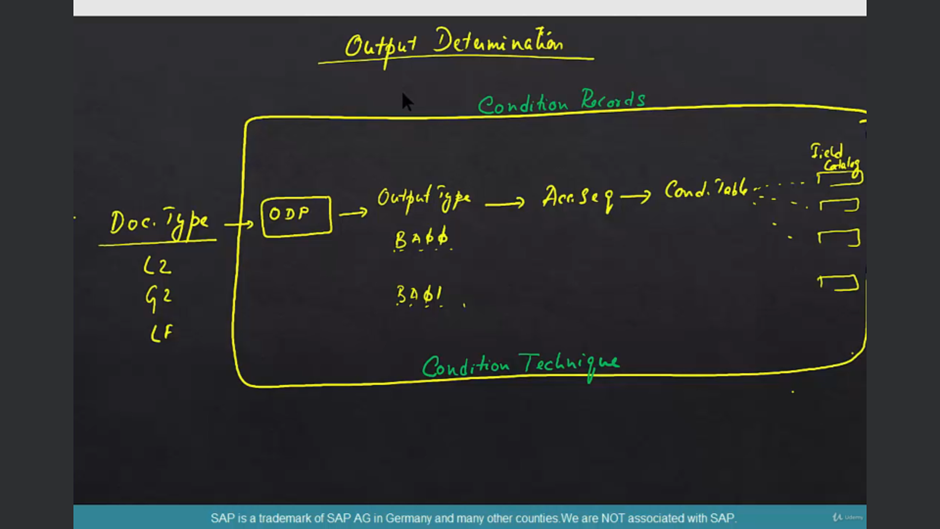 Output Determination
Condition Records
Field
Catalog
Doc. Type → ODP → Output Type → Acc. Seq → Cond. Table
BAØØ
L2
G2
BAØ1
LF
Condition Technique
SAP is a trademark of SAP AG in Germany and many other counties.We are NOT associated with SAP.
Udemy